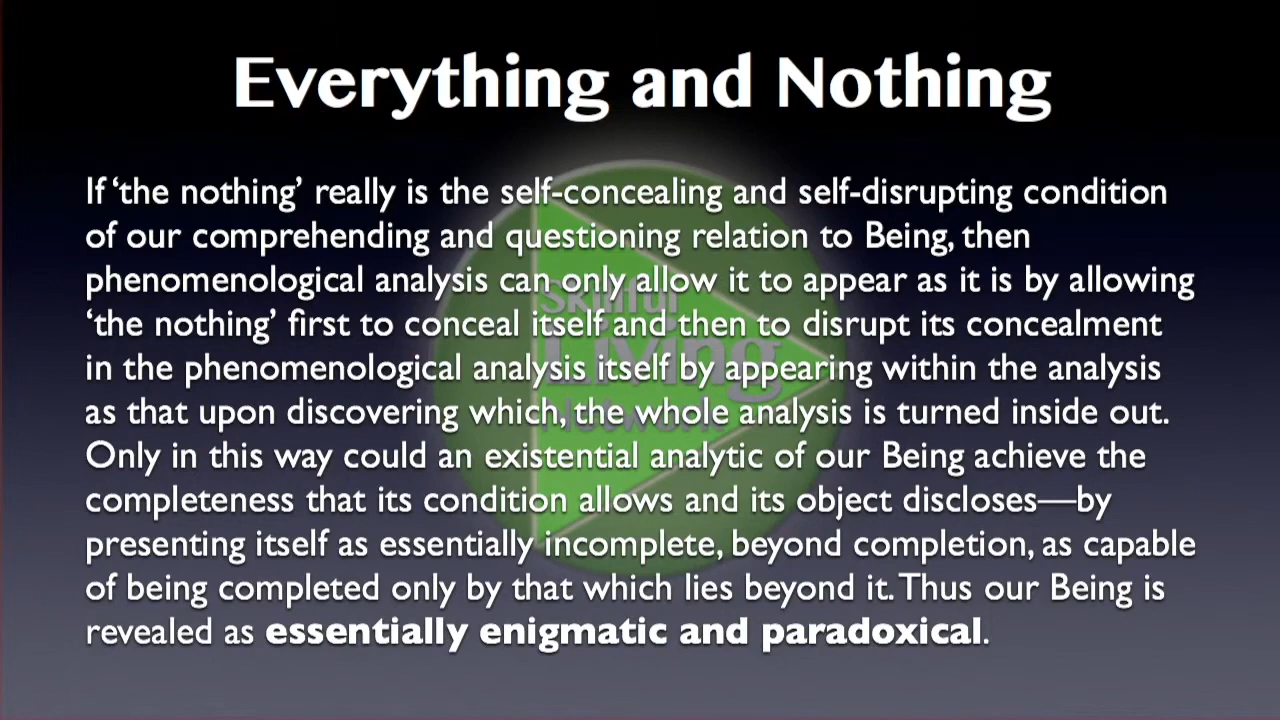 Everything and Nothing
If ‘the nothing’ really is the self-concealing and self-disrupting condition
of our comprehending and questioning relation to Being, then
phenomenological analysis can only allow it to appear as it is by allowing
‘the nothing’ first to conceal itself and then to disrupt its concealment
in the phenomenological analysis itself by appearing within the analysis
as that upon discovering which, the whole analysis is turned inside out.
Only in this way could an existential analytic of our Being achieve the
completeness that its condition allows and its object discloses—by
presenting itself as essentially incomplete, beyond completion, as capable
of being completed only by that which lies beyond it. Thus our Being is
revealed as essentially enigmatic and paradoxical.
Skilful
Living
Network